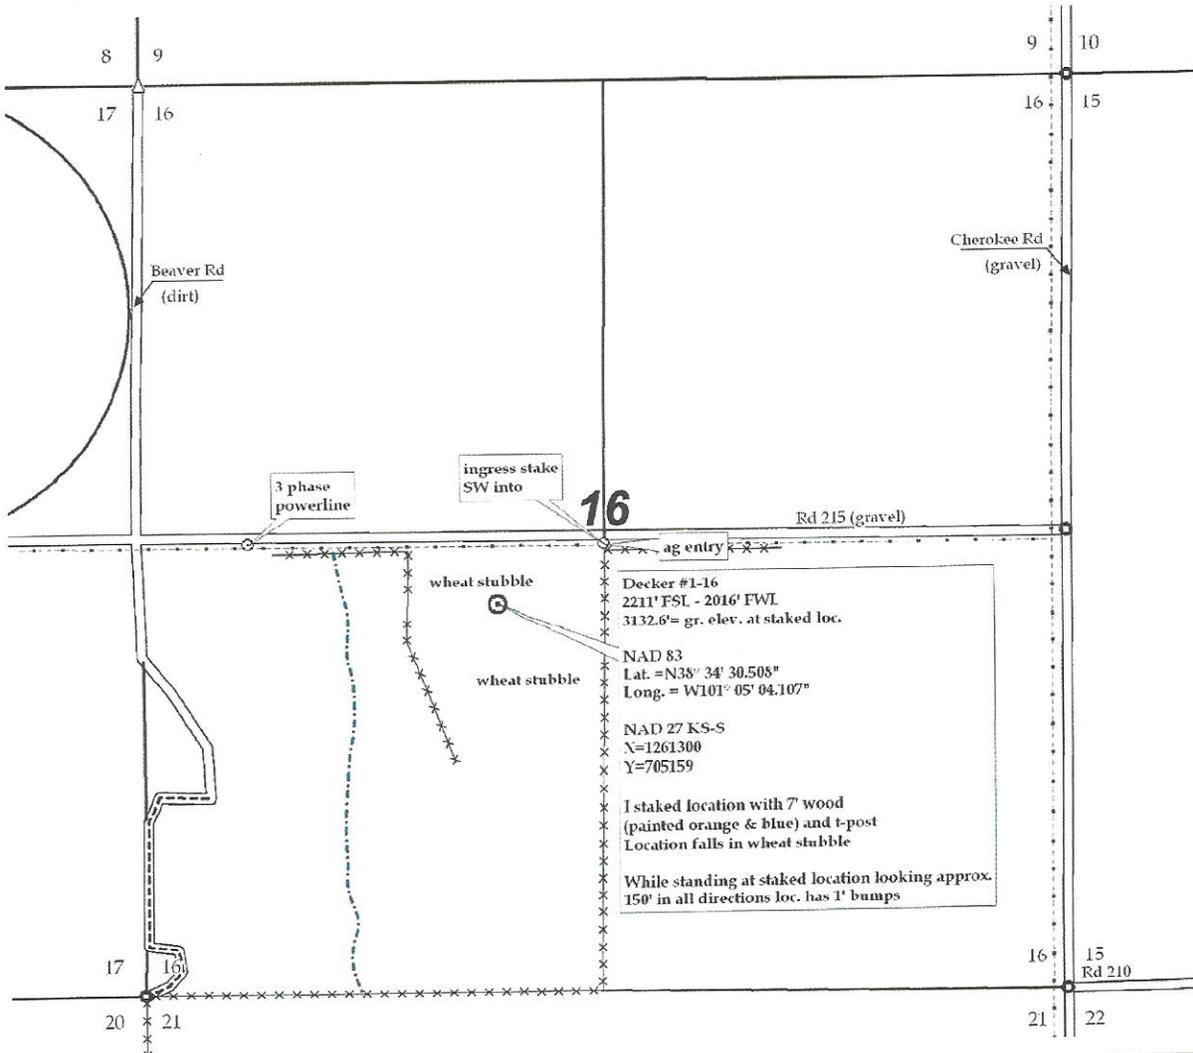 8 9
9 10
17 16
16 15
Cherokee Rd
(gravel)
Beaver Rd
(dirt)
ingress stake
SW into
3 phase
powerline
16
Rd 215 (gravel)
ag entry
wheat stubble
Decker #1-16
2211' FSL - 2016' FWL
3132.6'= gr. elev. at staked loc.
NAD 83
Lat. =N38° 34' 30.508"
Long. = W101° 05' 04.107"
wheat stubble
NAD 27 KS-S
X=1261300
Y=705159
I staked location with 7' wood
(painted orange & blue) and t-post
Location falls in wheat stubble
While standing at staked location looking approx.
150' in all directions loc. has 1' bumps
17 16
16 15
Rd 210
20 21
21 22